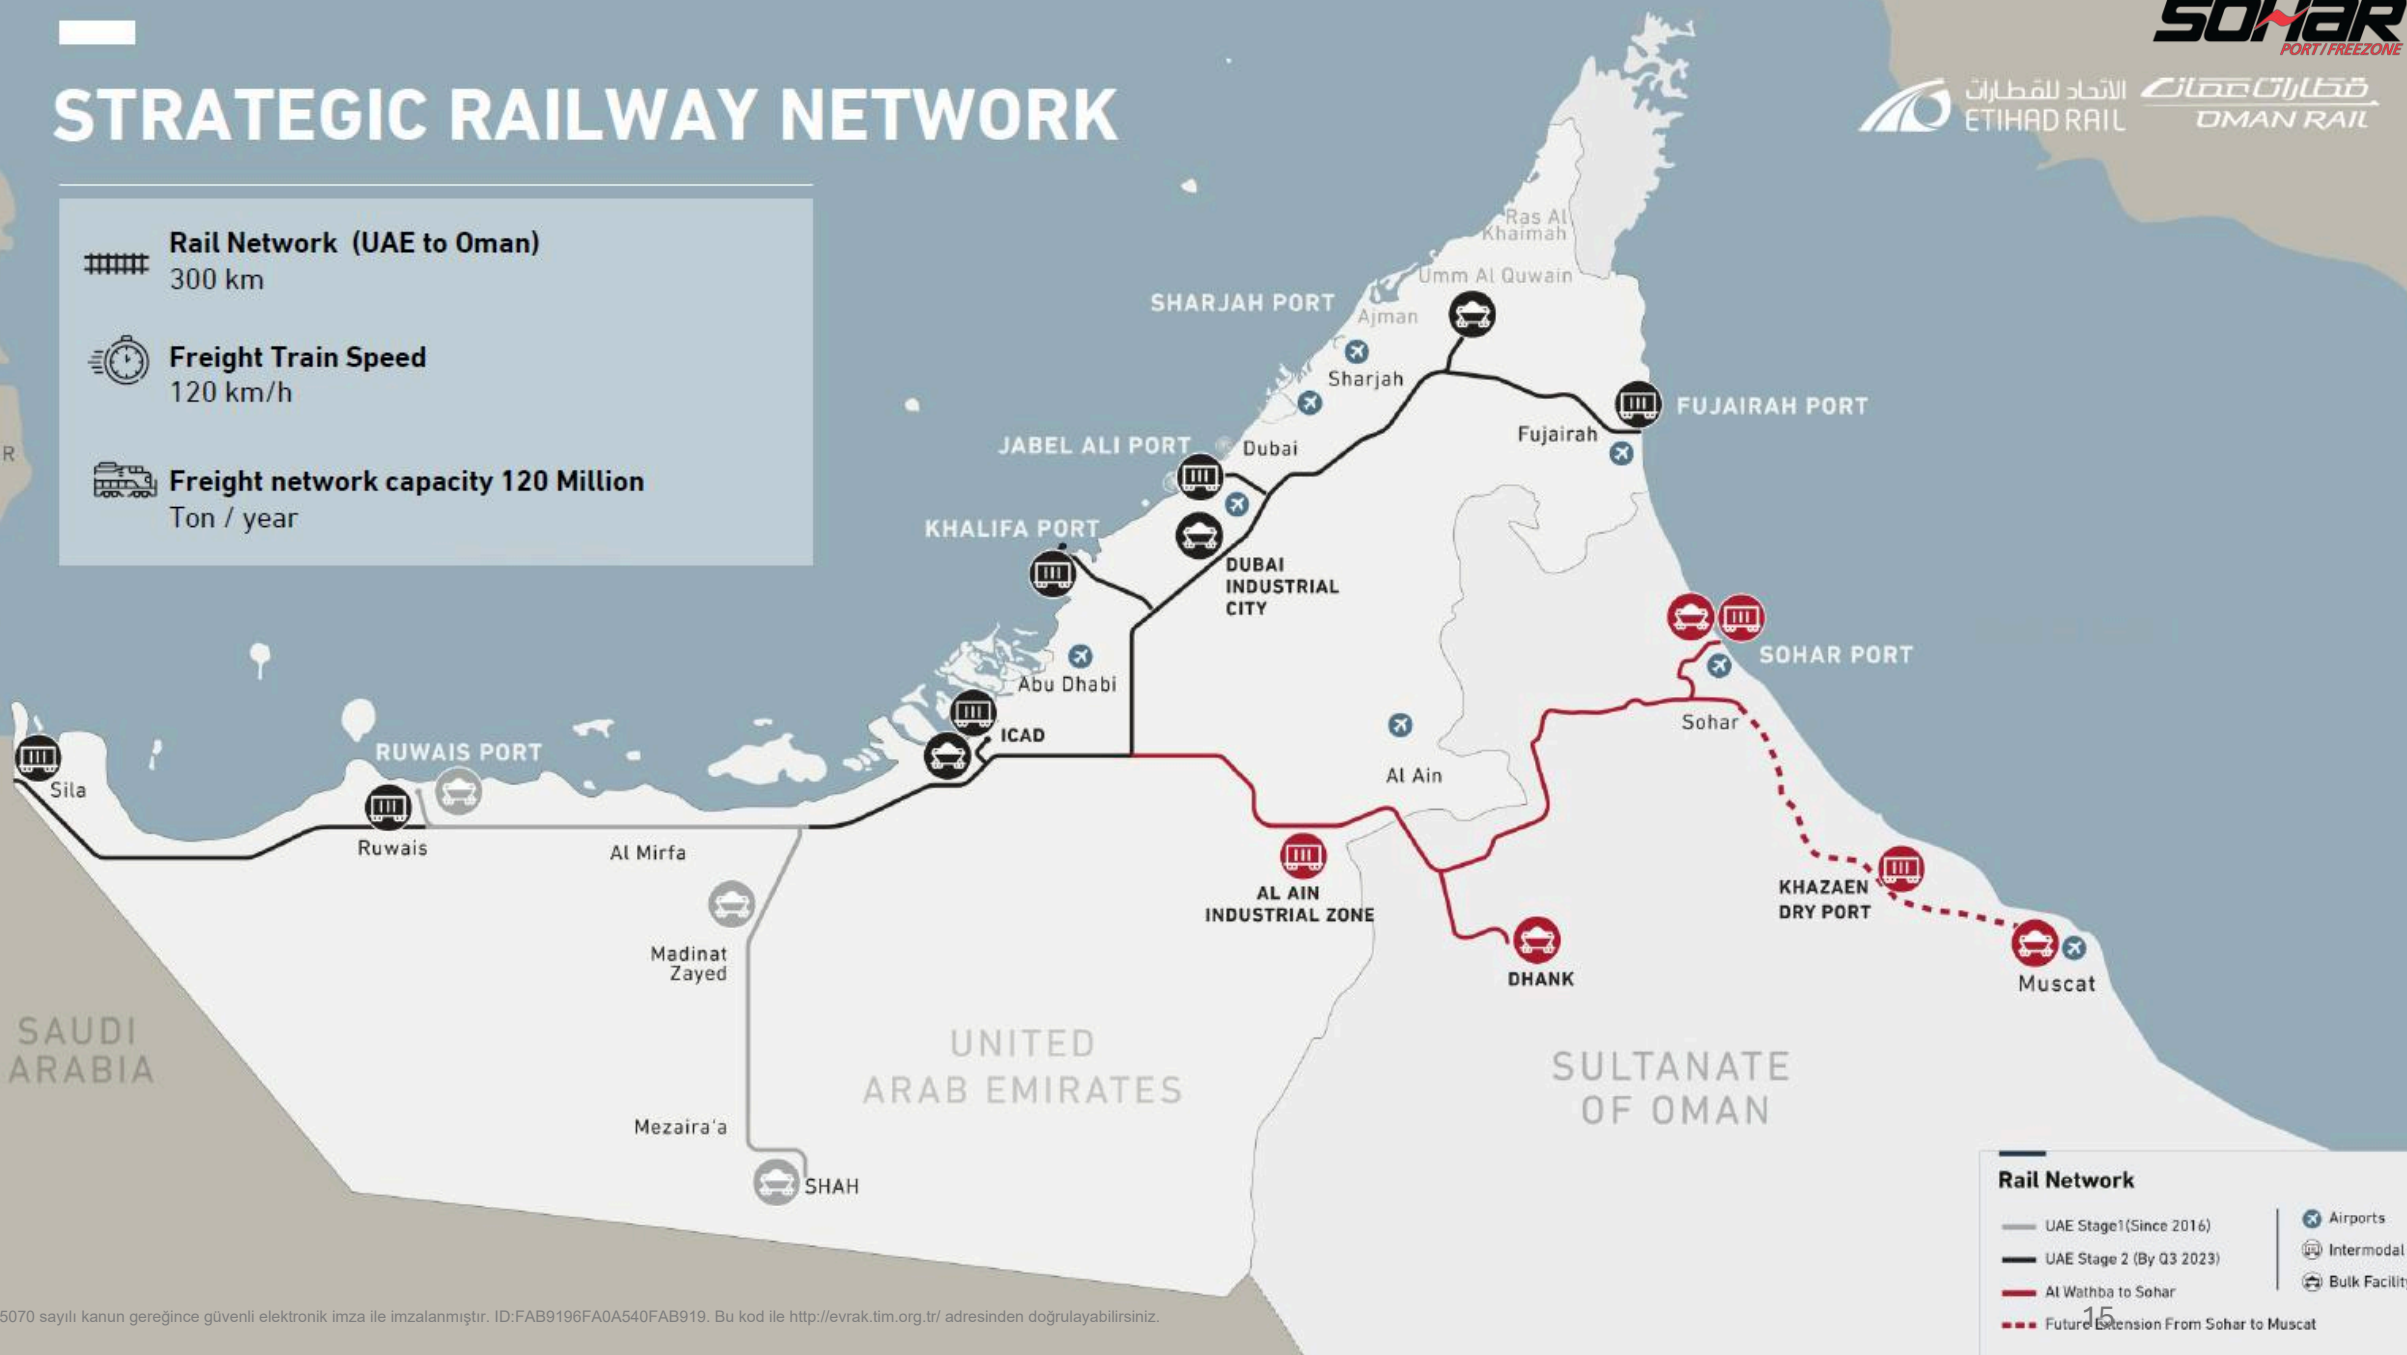 SOHAR
PORT/FREEZONE
STRATEGIC RAILWAY NETWORK
الاتحاد للقطارات
ETIHAD RAIL
قطارات عمان
OMAN RAIL
Rail Network (UAE to Oman)
300 km
Freight Train Speed
120 km/h
Freight network capacity 120 Million
Ton / year
R
Ras Al
Khaimah
Umm Al Quwain
SHARJAH PORT
Ajman
Sharjah
FUJAIRAH PORT
Fujairah
JABEL ALI PORT
Dubai
KHALIFA PORT
DUBAI
INDUSTRIAL
CITY
SOHAR PORT
Abu Dhabi
Sohar
ICAD
RUWAIS PORT
Al Ain
Sila
Ruwais
Al Mirfa
AL AIN
INDUSTRIAL ZONE
KHAZAEN
DRY PORT
Madinat
Zayed
DHANK
Muscat
SAUDI
ARABIA
UNITED
ARAB EMIRATES
SULTANATE
OF OMAN
Mezaira'a
SHAH
Rail Network
UAE Stage1(Since 2016)
UAE Stage 2 (By Q3 2023)
Al Wathba to Sohar
Future Extension From Sohar to Muscat
Airports
Intermodal
Bulk Facilit
15
5070 sayılı kanun gereğince güvenli elektronik imza ile imzalanmıştır. ID:FAB9196FA0A540FAB919. Bu kod ile http://evrak.tim.org.tr/ adresinden doğrulayabilirsiniz.